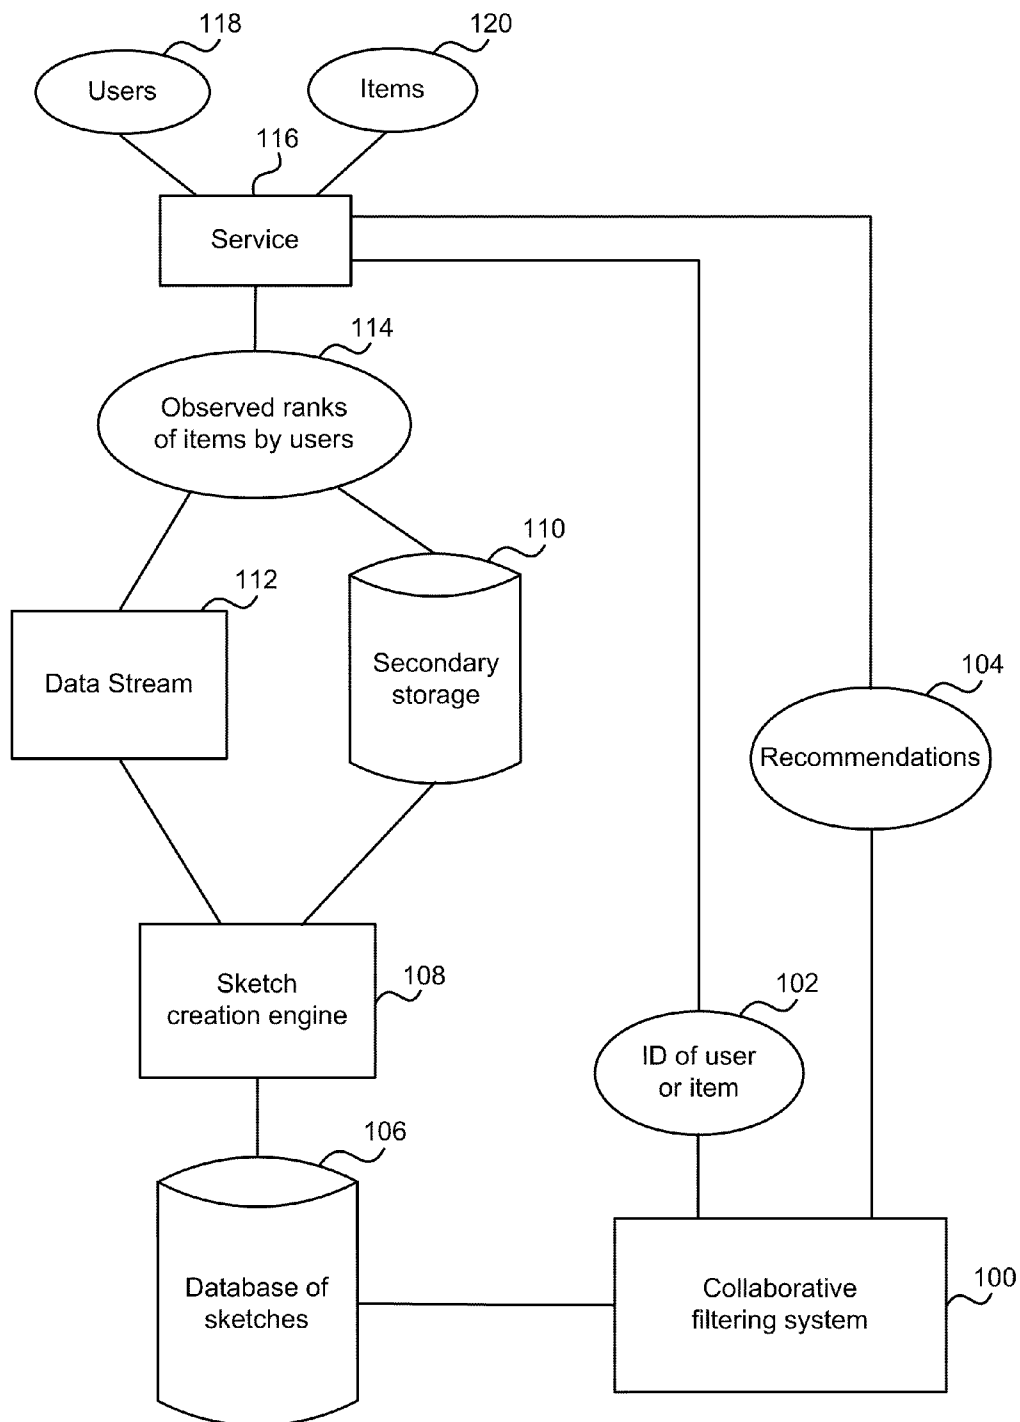 118
120
Users
Items
116
Service
114
Observed ranks
of items by users
110
112
Secondary
storage
Data Stream
104
Recommendations
Sketch
creation engine
108
102
ID of user
or item
106
Database of
sketches
Collaborative
filtering system
100